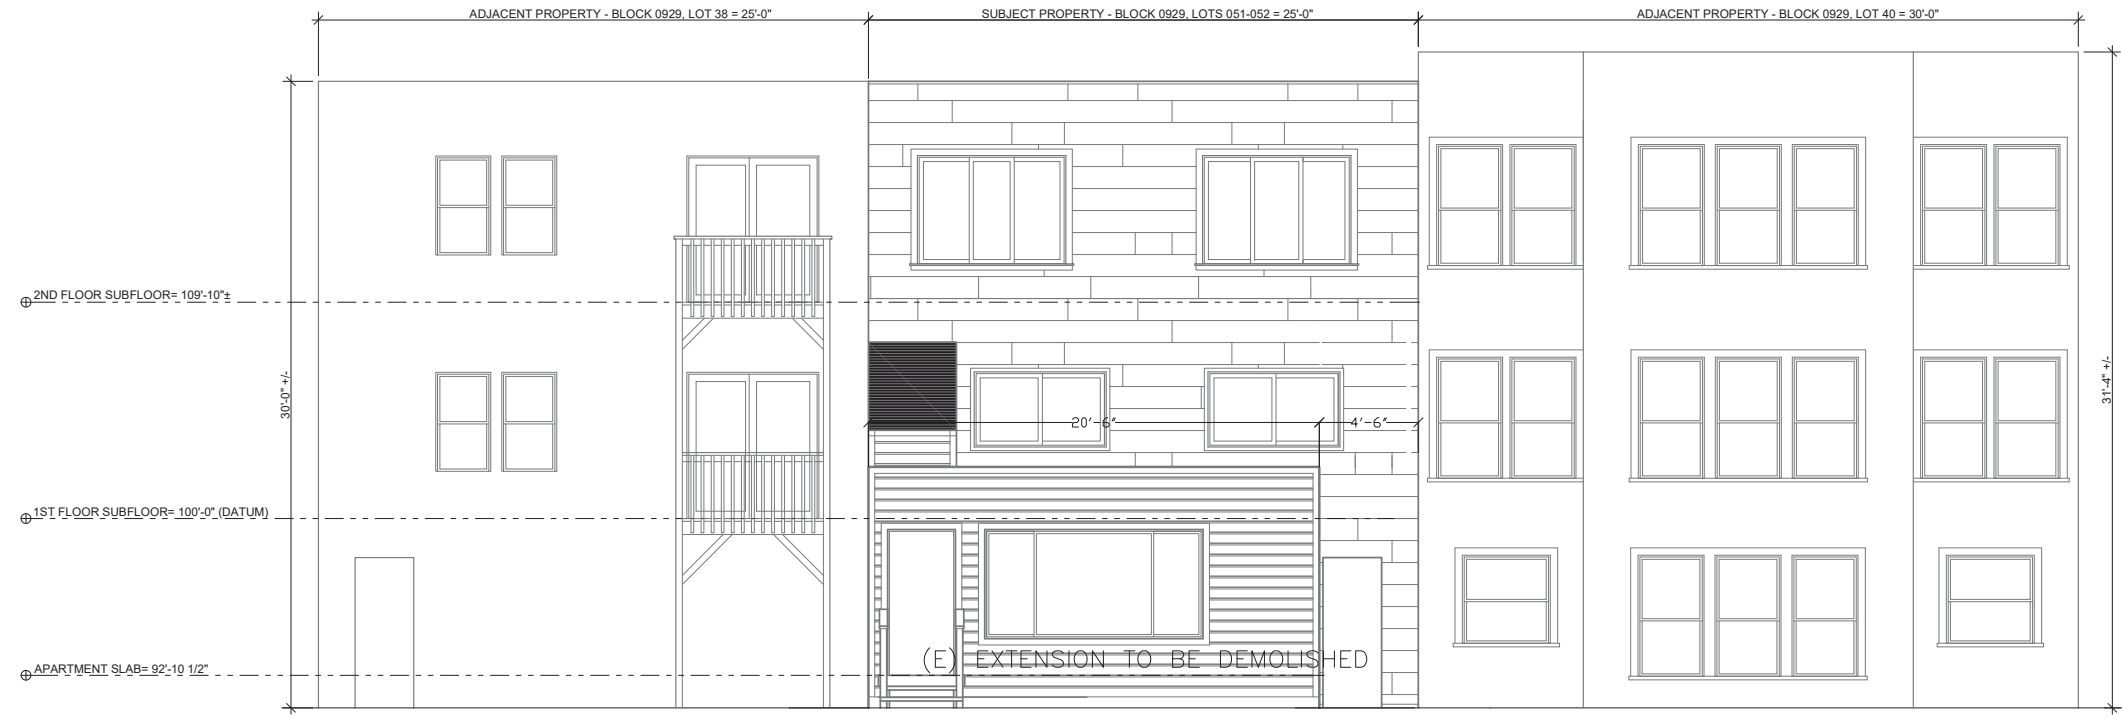 ADJACENT PROPERTY - BLOCK 0929, LOT 38 = 25'-0"
SUBJECT PROPERTY - BLOCK 0929, LOTS 051-052 = 25'-0"
ADJACENT PROPERTY - BLOCK 0929, LOT 40 = 30'-0"
2ND FLOOR SUBFLOOR= 109'-10"±
30'-0" +/-
31'-4" +/-
20'-6"
4'-6"
1ST FLOOR SUBFLOOR= 100'-0" (DATUM)
(E) EXTENSION TO BE DEMOLISHED
APARTMENT SLAB= 92'-10 1/2"